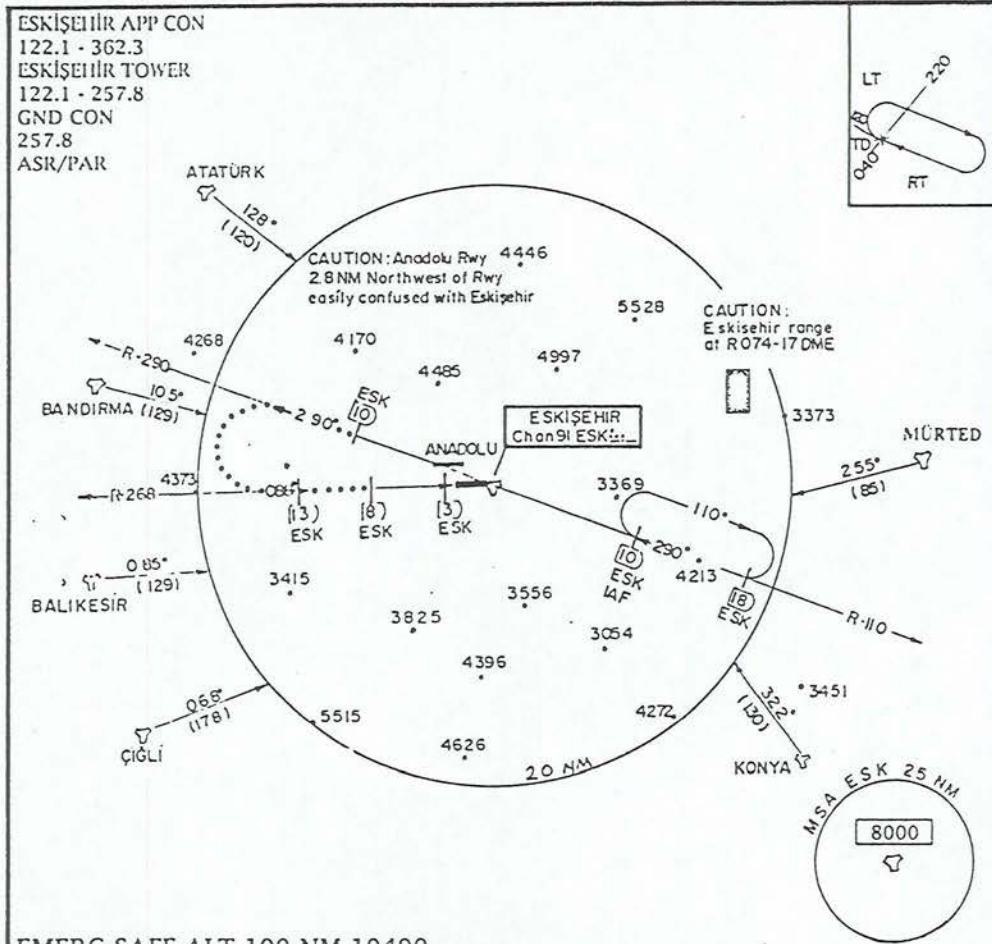 ESKİŞEHİR APP CON
122.1 - 362.3
ESKİŞEHİR TOWER
122.1 - 257.8
GND CON
257.8
ASR/PAR
LT
220
TD
040
RT
ATATÜRK
128°
(120)
CAUTION: Anadolu Rwy
2.8 NM Northwest of Rwy
easily confused with Eskişehir
4446
5528
CAUTION:
Eskisehir range
at R074-17 DME
4268
4170
4485
4997
R-290
290°
ESK
10
BANDIRMA
105°
(129)
ESKİŞEHİR
Chan 91 ESK
ANADOLU
3373
MÜRTED
255°
(85)
4373
R-268
(13)
ESK
(8)
ESK
(3)
ESK
3369
110°
290°
10
ESK
IAF
4213
18
ESK
R-110
085°
(129)
BALIKESİR
3415
3825
3556
3054
4396
068°
(178)
ÇİĞLİ
5515
4626
4272
20 NM
322°
(130)
3451
KONYA
MSA ESK 25 NM
8000
EMERG SAFE ALT 100 NM 10400